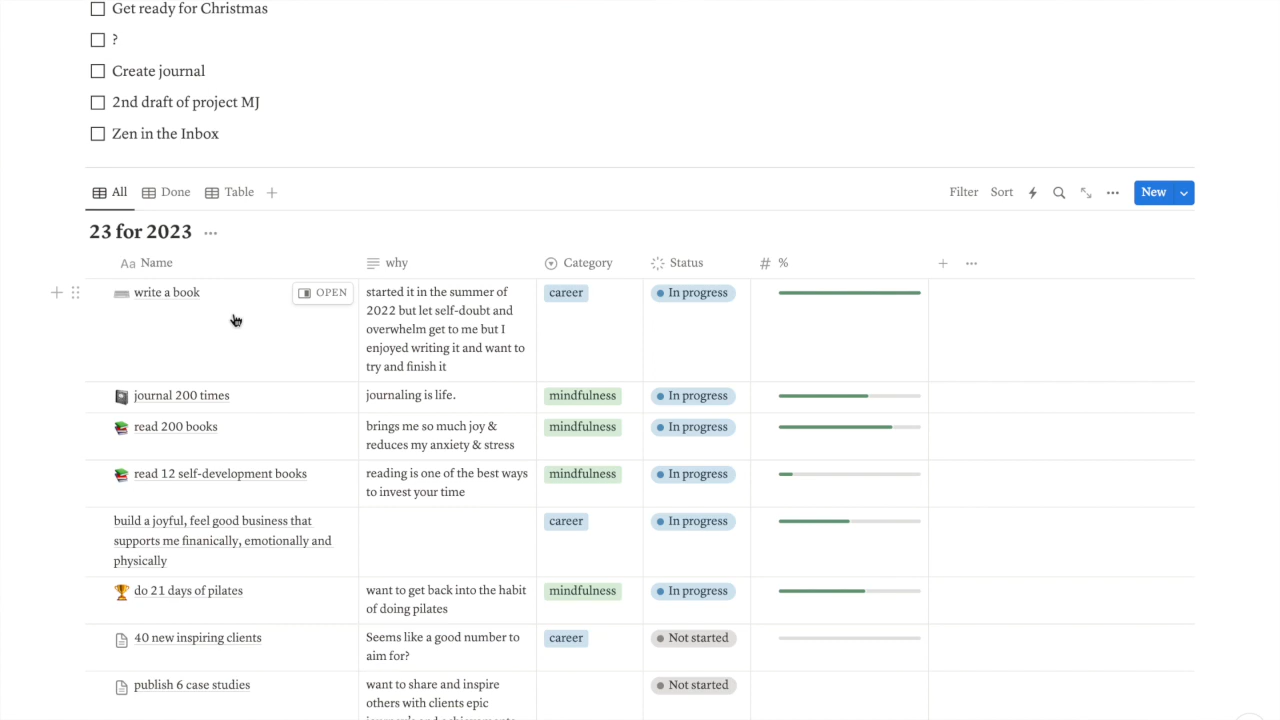 Get ready for Christmas
?
Create journal
2nd draft of project MJ
Zen in the Inbox
All Done Table Filter Sort New
23 for 2023
Aa Name why Category Status # %
write a book OPEN started it in the summer of career In progress
2022 but let self-doubt and
overwhelm get to me but I
enjoyed writing it and want to
try and finish it
journal 200 times journaling is life. mindfulness In progress
read 200 books brings me so much joy & mindfulness In progress
reduces my anxiety & stress
read 12 self-development books reading is one of the best ways mindfulness In progress
to invest your time
build a joyful, feel good business that career In progress
supports me finanically, emotionally and
physically
do 21 days of pilates want to get back into the habit mindfulness In progress
of doing pilates
40 new inspiring clients Seems like a good number to career Not started
aim for?
publish 6 case studies want to share and inspire Not started
others with clients epic